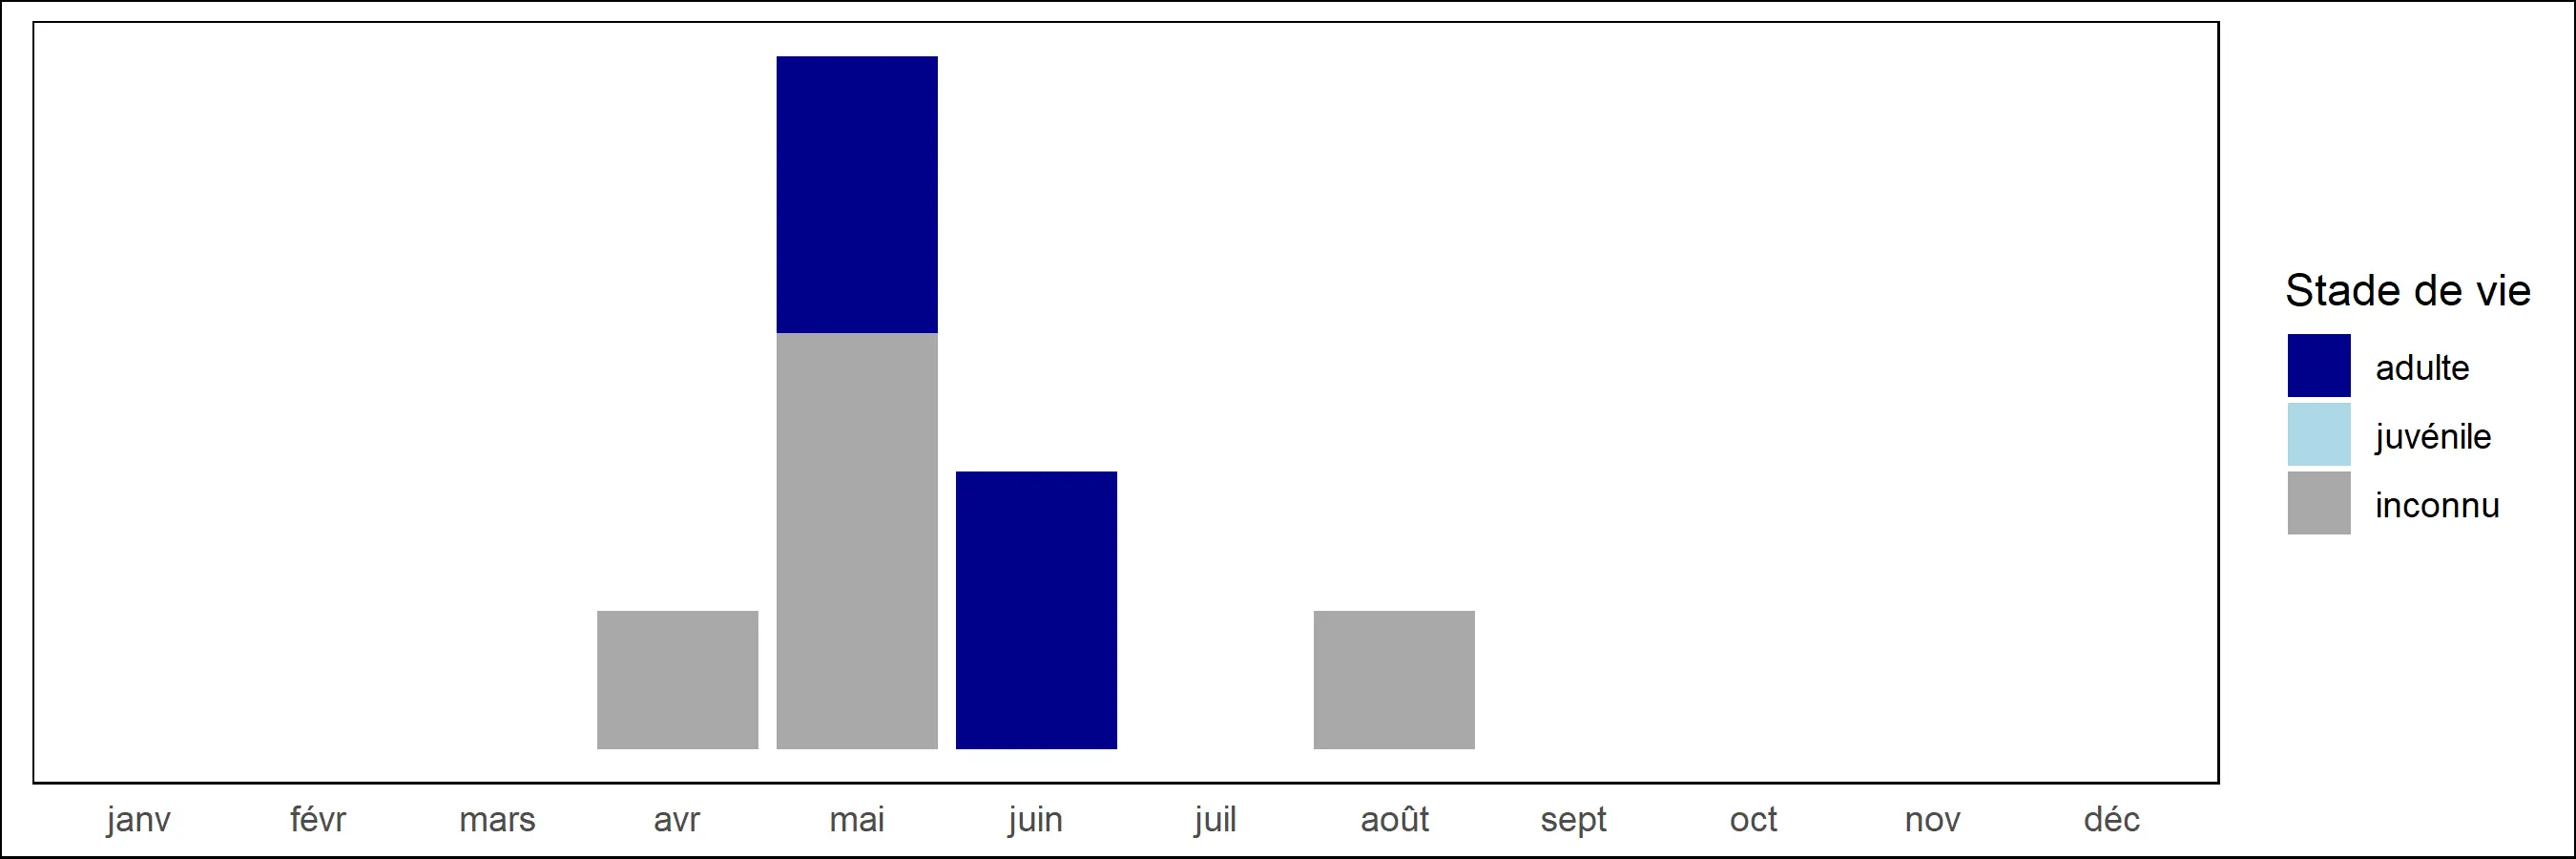 Stade de vie
adulte
juvénile
inconnu
janv févr mars avr mai juin juil août sept oct nov déc